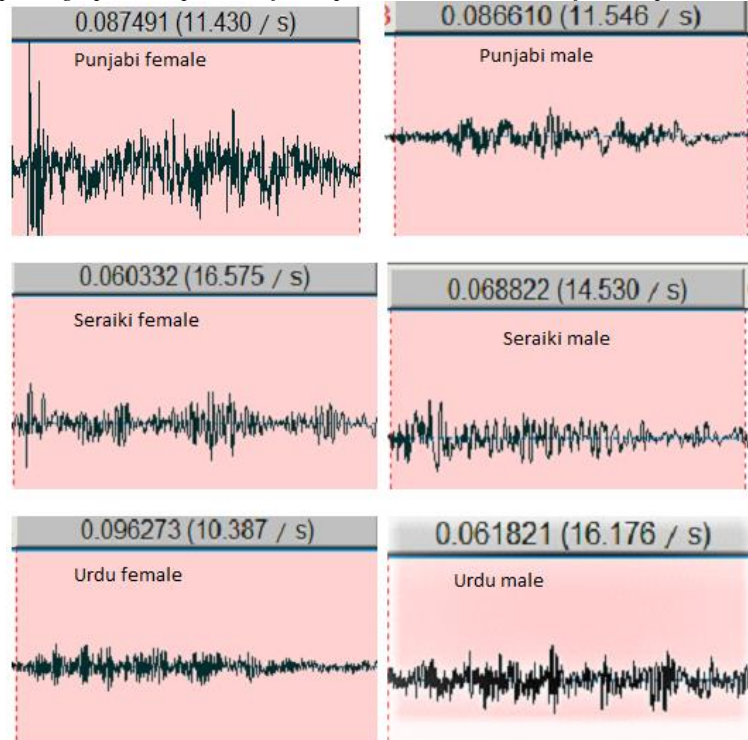 0.087491 (11.430 / s)
0.086610 (11.546 / s)
Punjabi female
Punjabi male
0.060332 (16.575 / s)
0.068822 (14.530 / s)
Seraiki female
Seraiki male
0.096273 (10.387 / s)
0.061821 (16.176 / s)
Urdu female
Urdu male